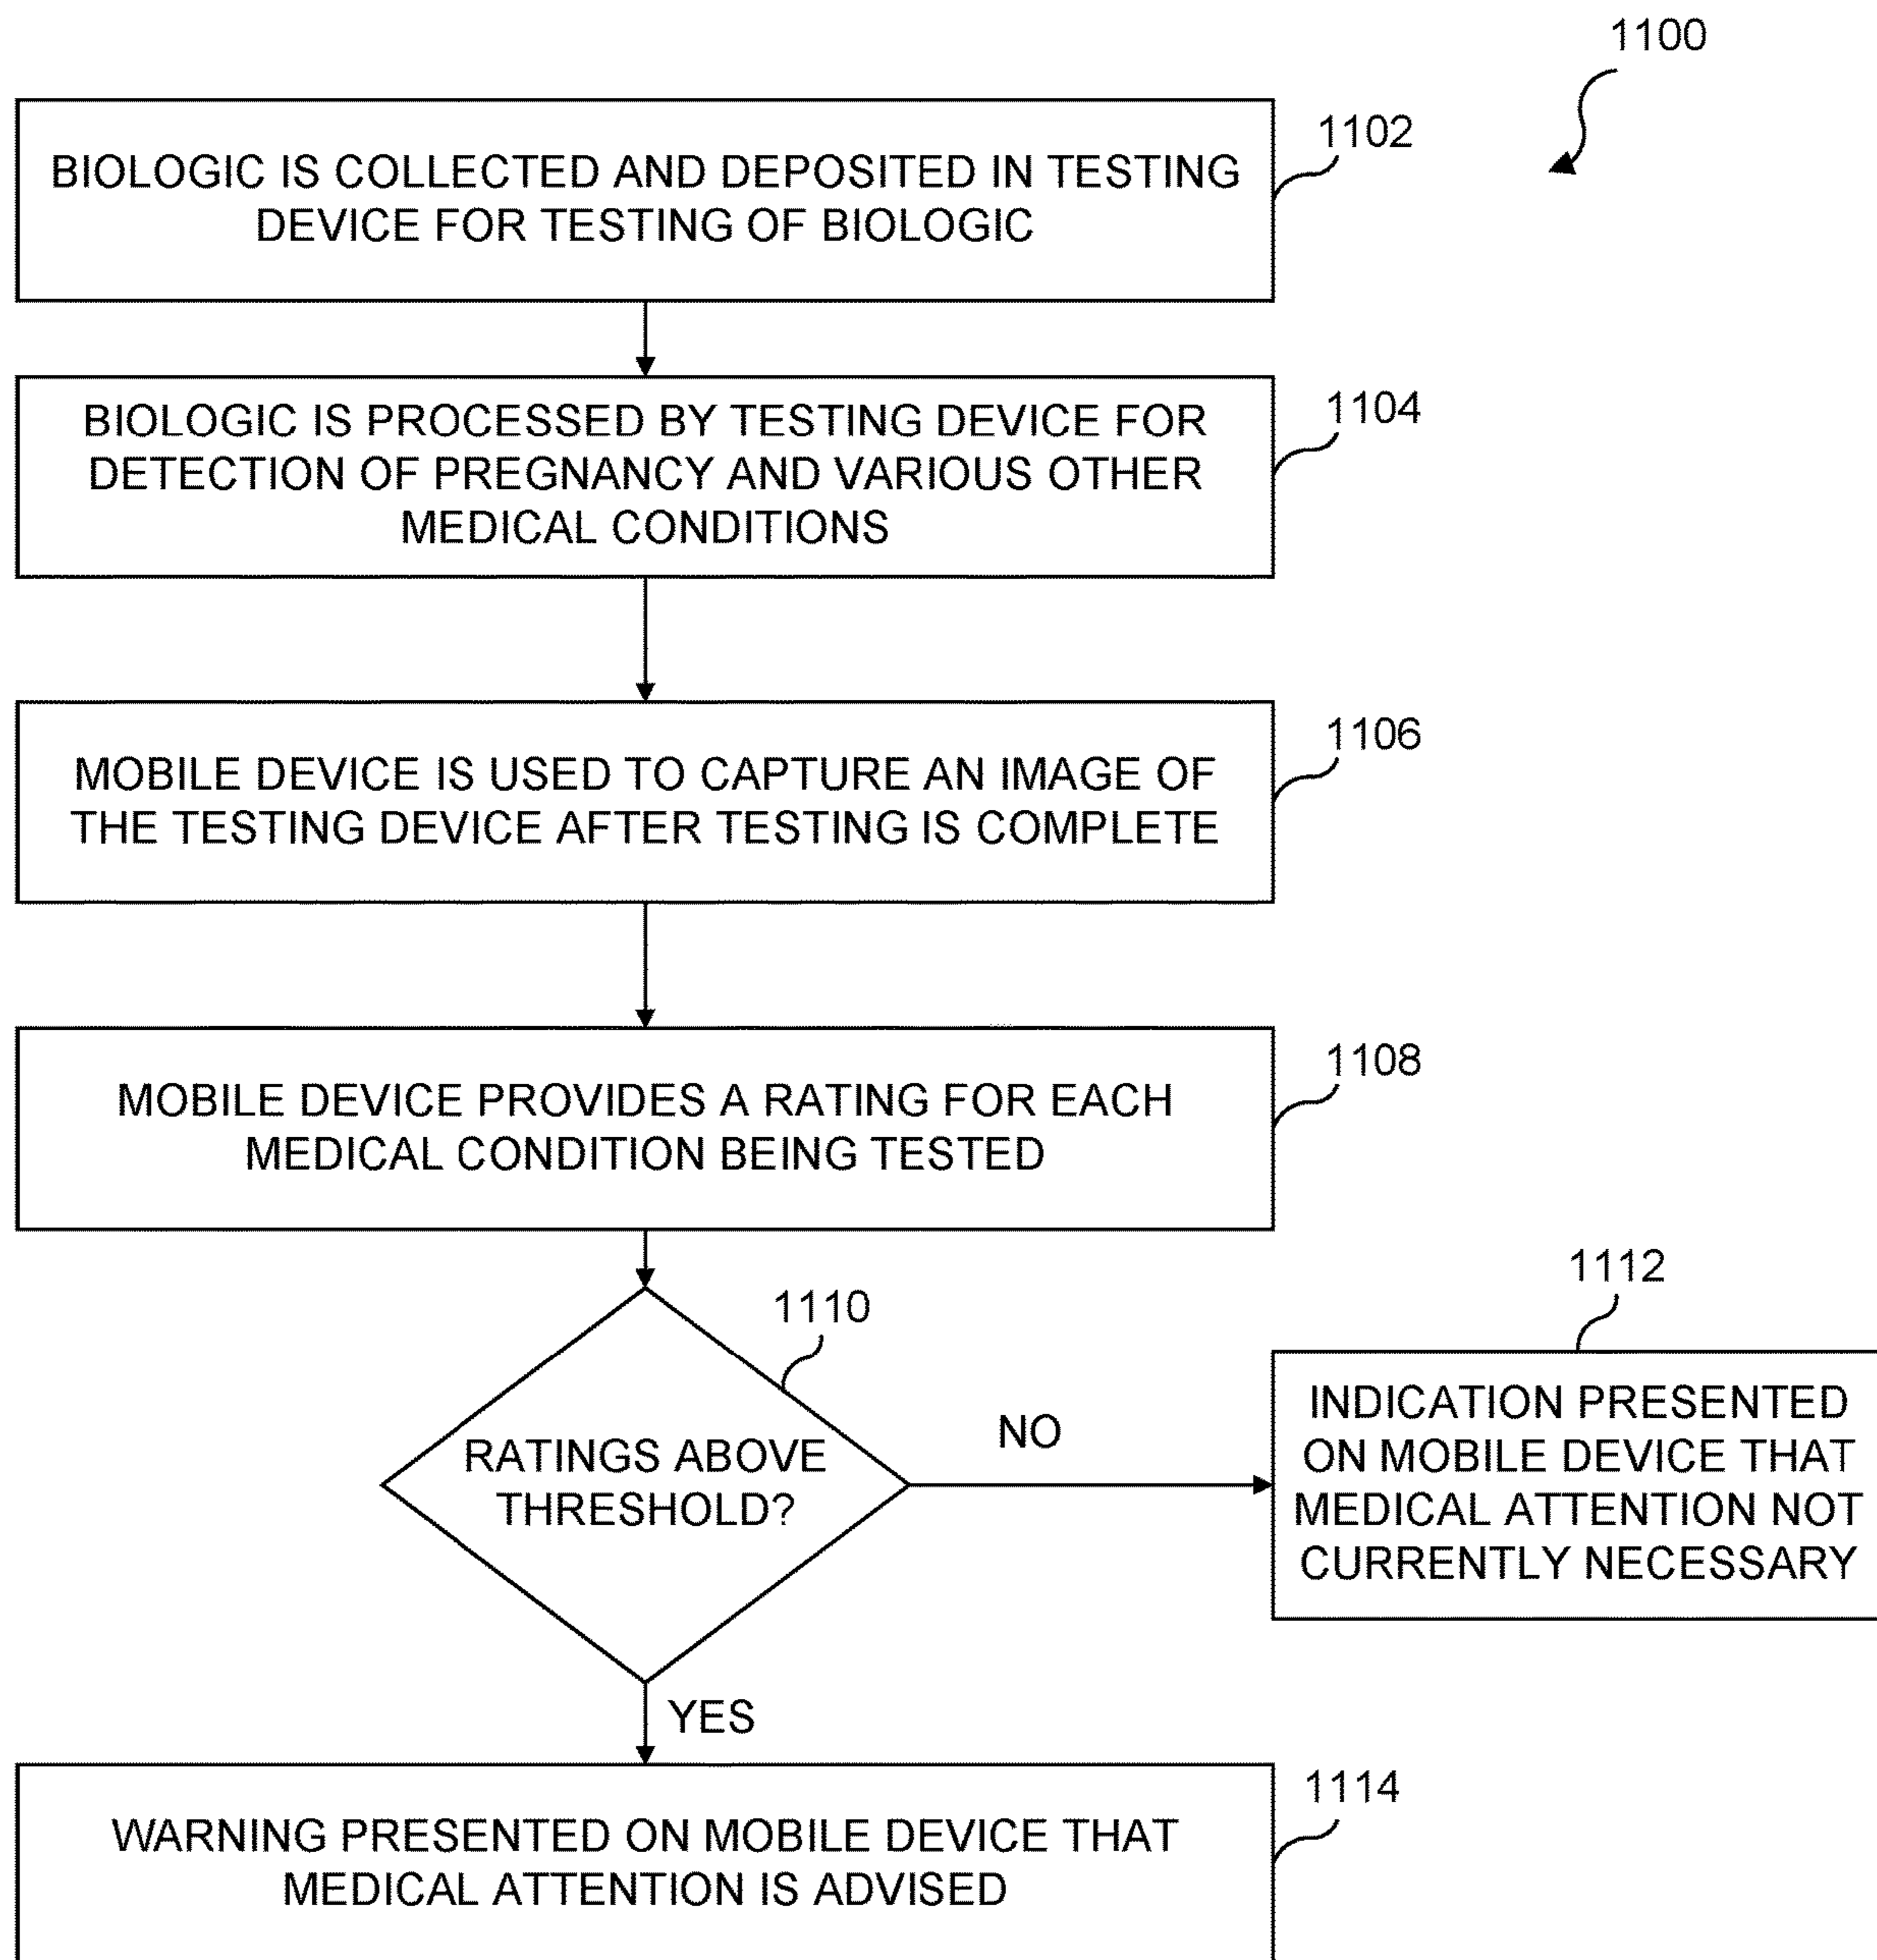 1100
BIOLOGIC IS COLLECTED AND DEPOSITED IN TESTING
DEVICE FOR TESTING OF BIOLOGIC
1102
BIOLOGIC IS PROCESSED BY TESTING DEVICE FOR
DETECTION OF PREGNANCY AND VARIOUS OTHER
MEDICAL CONDITIONS
1104
MOBILE DEVICE IS USED TO CAPTURE AN IMAGE OF
THE TESTING DEVICE AFTER TESTING IS COMPLETE
1106
MOBILE DEVICE PROVIDES A RATING FOR EACH
MEDICAL CONDITION BEING TESTED
1108
RATINGS ABOVE
THRESHOLD?
1110
NO
INDICATION PRESENTED
ON MOBILE DEVICE THAT
MEDICAL ATTENTION NOT
CURRENTLY NECESSARY
1112
YES
WARNING PRESENTED ON MOBILE DEVICE THAT
MEDICAL ATTENTION IS ADVISED
1114